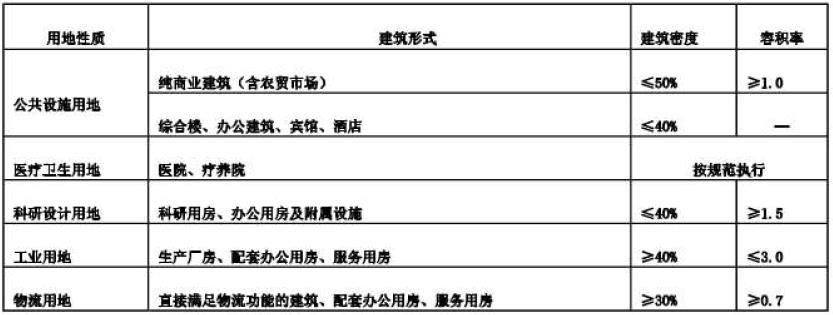 用地性质 建筑形式 建筑密度 容积率
公共设施用地 纯商业建筑（含农贸市场） ≤50% ≥1.0
综合楼、办公建筑、宾馆、酒店 ≤40% —
医疗卫生用地 医院、疗养院 按规范执行
科研设计用地 科研用房、办公用房及附属设施 ≤40% ≥1.5
工业用地 生产厂房、配套办公用房、服务用房 ≥40% ≤3.0
物流用地 直接满足物流功能的建筑、配套办公用房、服务用房 ≥30% ≥0.7